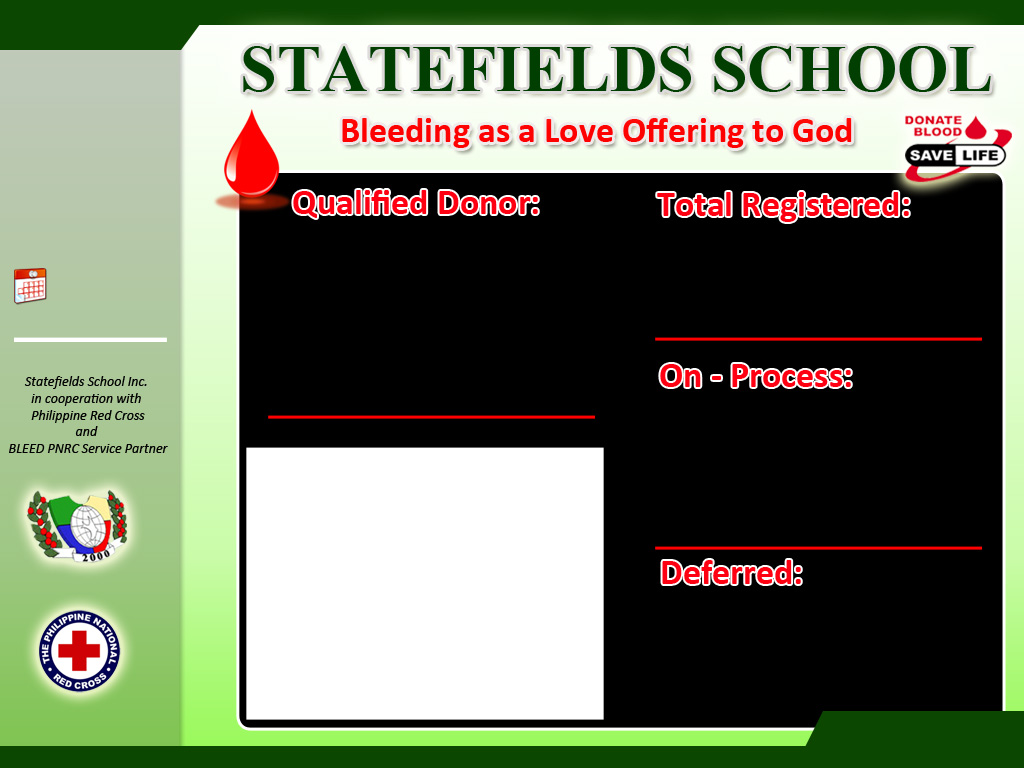 STATEFIELDS SCHOOL
Bleeding as a Love Offering to God
DONATE
BLOOD
SAVE LIFE
Qualified Donor:
Total Registered:
On - Process:
Deferred:
Statefields School Inc.
in cooperation with
Philippine Red Cross
and
BLEED PNRC Service Partner
2000
THE PHILIPPINE NATIONAL
RED CROSS